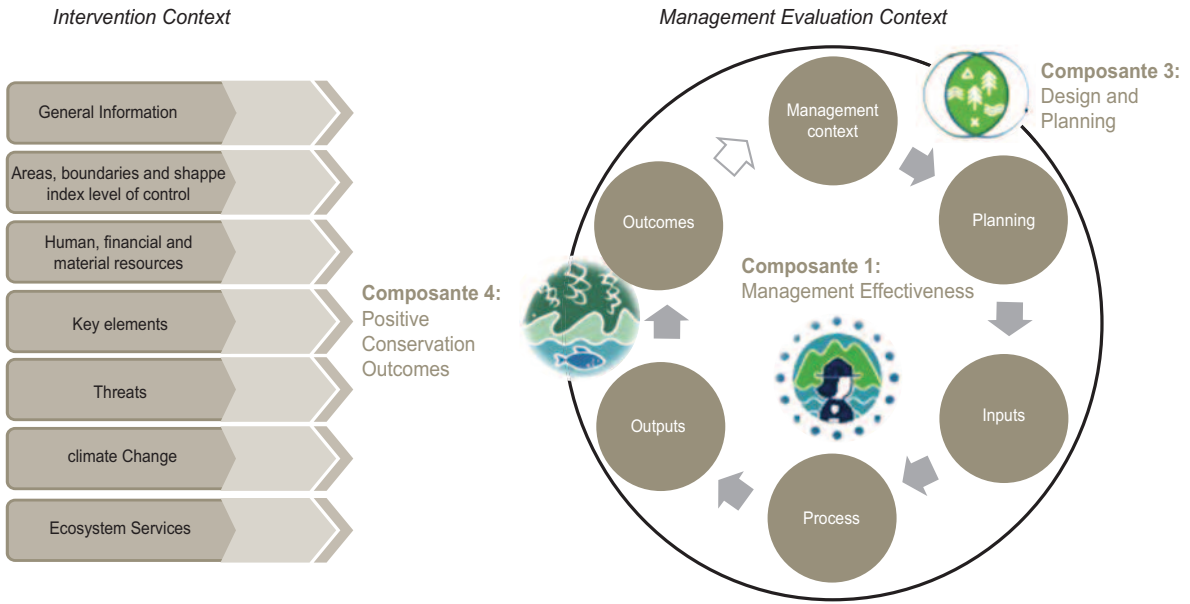 Intervention Context
General Information
Areas, boundaries and shappe
index level of control
Human, financial and
material resources
Key elements
Threats
climate Change
Ecosystem Services
Management Evaluation Context
Management
context
Composante 3:
Design and
Planning
Planning
Inputs
Process
Outputs
Outcomes
Composante 1:
Management Effectiveness
Composante 4:
Positive
Conservation
Outcomes